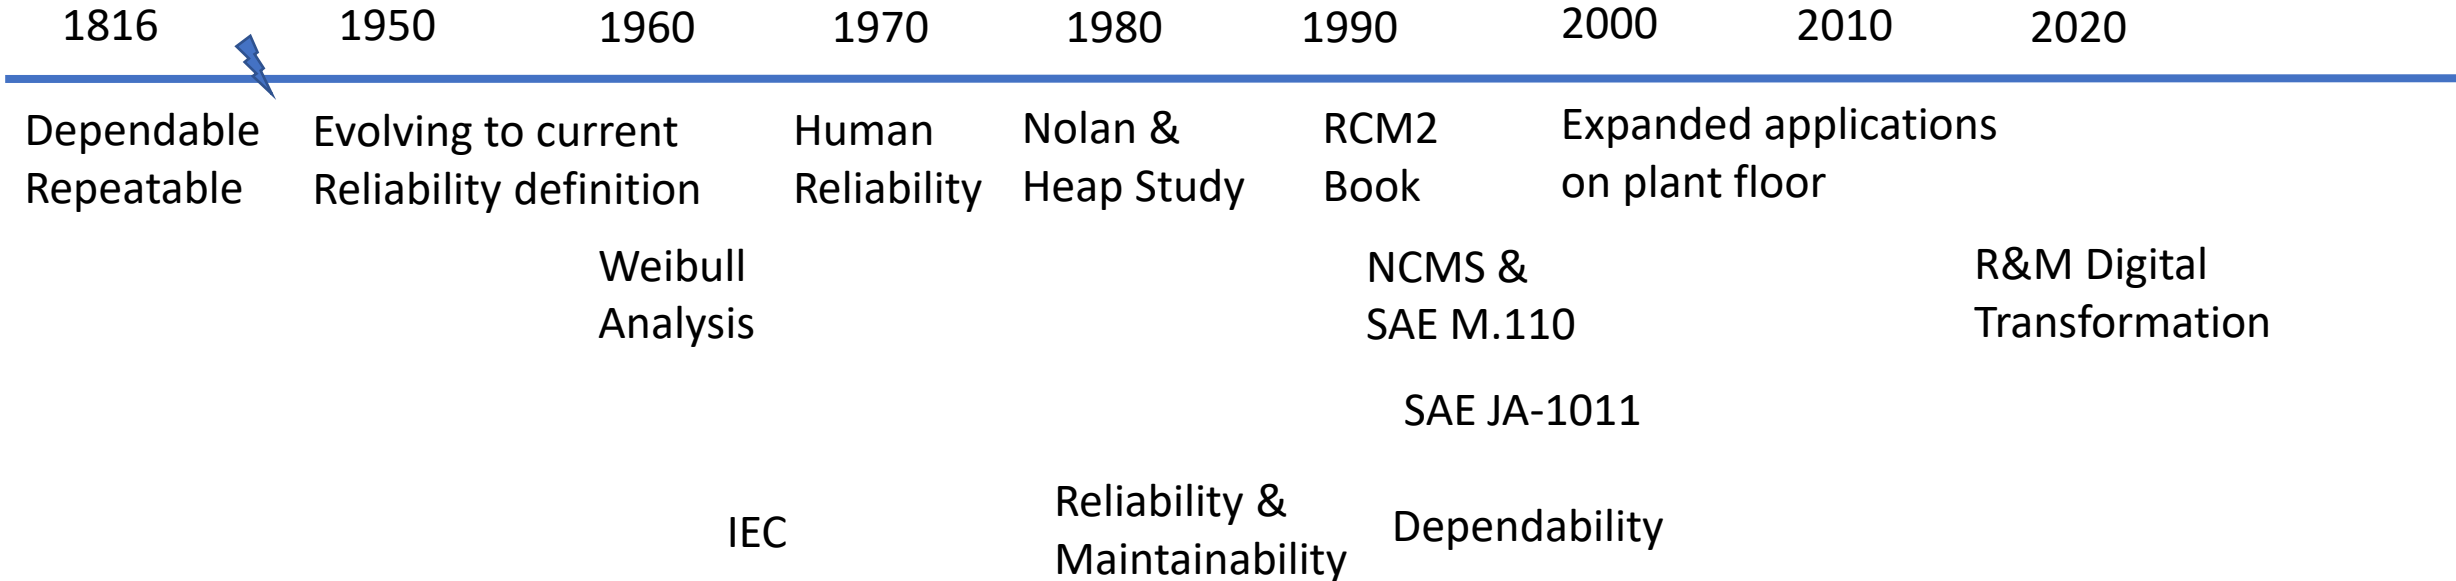 1816 1950 1960 1970 1980 1990 2000 2010 2020
Dependable
Repeatable
Evolving to current
Reliability definition
Human
Reliability
Nolan &
Heap Study
RCM2
Book
Expanded applications
on plant floor
Weibull
Analysis
NCMS &
SAE M.110
R&M Digital
Transformation
SAE JA-1011
IEC
Reliability &
Maintainability
Dependability